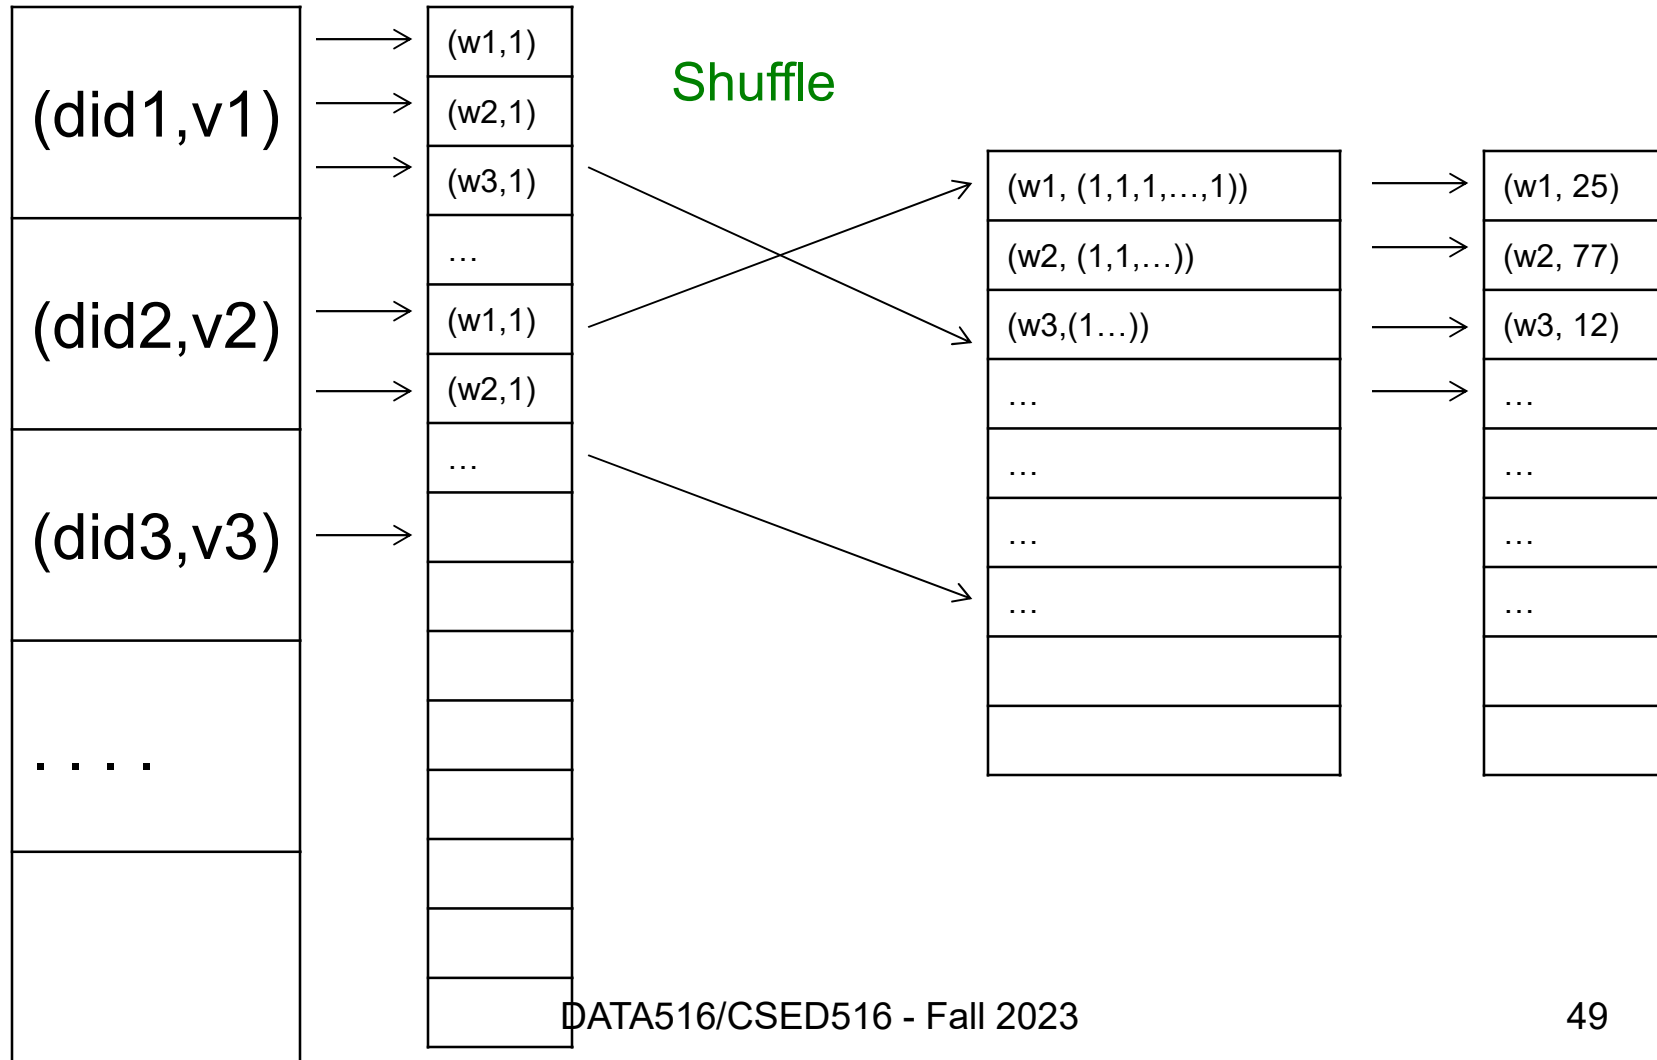 (did1,v1)
(did2,v2)
(did3,v3)
. . . .
(w1,1)
(w2,1)
(w3,1)
…
(w1,1)
(w2,1)
…
Shuffle
(w1, (1,1,1,…,1))
(w2, (1,1,…))
(w3,(1…))
…
…
…
…
(w1, 25)
(w2, 77)
(w3, 12)
…
…
…
…
DATA516/CSED516 - Fall 2023
49